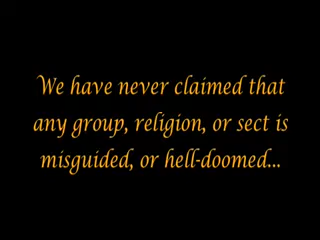 We have never claimed that
any group, religion, or sect is
misguided, or hell-doomed...